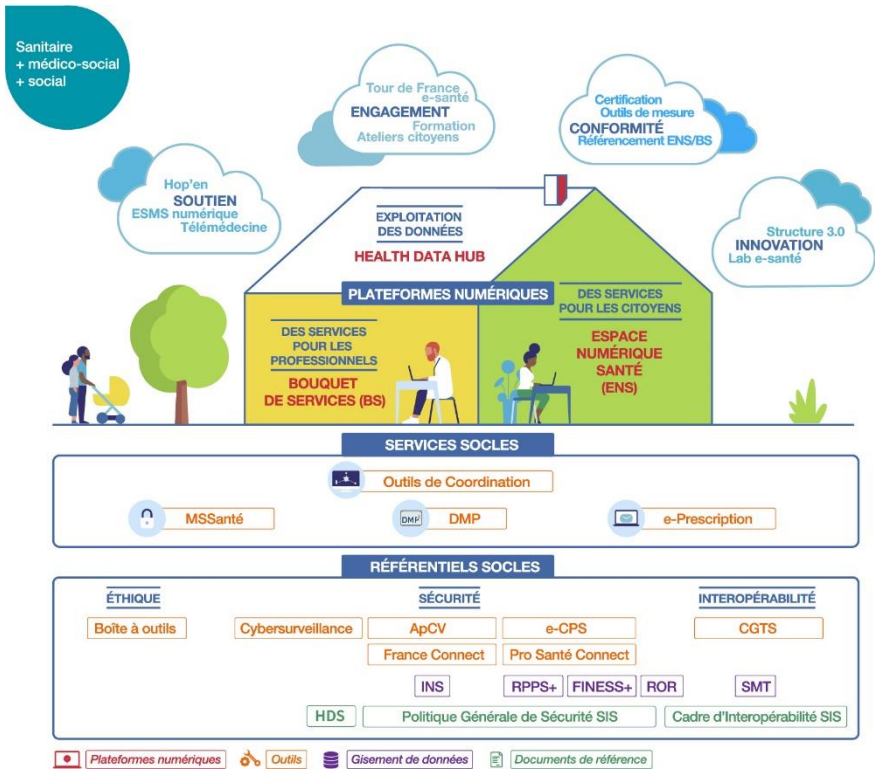 Sanitaire
+ médico-social
+ social
Tour de France
e-santé
ENGAGEMENT
Formation
Ateliers citoyens
Certification
Outils de mesure
CONFORMITÉ
Référencement ENS/BS
Hop'en
SOUTIEN
ESMS numérique
Télémédecine
Structure 3.0
INNOVATION
Lab e-santé
EXPLOITATION
DES DONNÉES
HEALTH DATA HUB
PLATEFORMES NUMÉRIQUES
DES SERVICES
POUR LES
PROFESSIONNELS
BOUQUET
DE SERVICES (BS)
DES SERVICES
POUR LES CITOYENS
ESPACE
NUMÉRIQUE
SANTÉ
(ENS)
SERVICES SOCLES
Outils de Coordination
MSSanté
DMP
DMP
e-Prescription
RÉFÉRENTIELS SOCLES
ÉTHIQUE
SÉCURITÉ
INTEROPÉRABILITÉ
Boîte à outils
Cybersurveillance
ApCV
e-CPS
CGTS
France Connect
Pro Santé Connect
INS
RPPS+
FINESS+
ROR
SMT
HDS
Politique Générale de Sécurité SIS
Cadre d'Interopérabilité SIS
Plateformes numériques
Outils
Gisement de données
Documents de référence